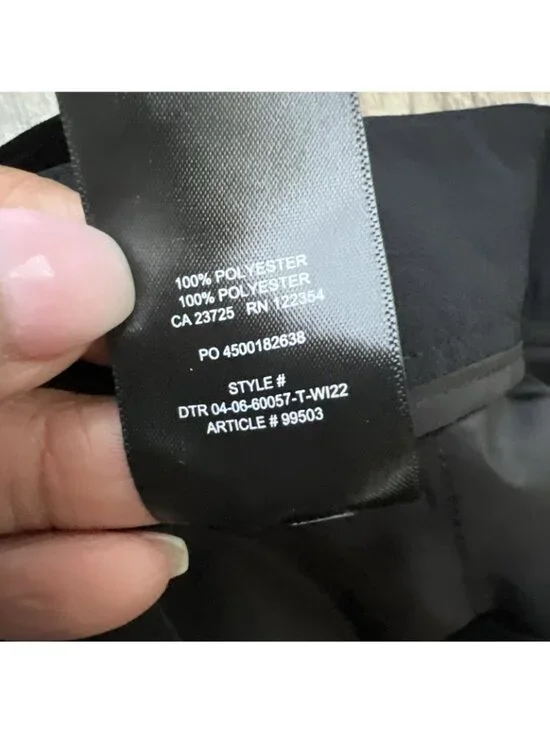 100% POLYESTER
100% POLYESTER
CA 23725 RN 122354
PO 4500182638
STYLE #
DTR 04-06-60057-T-WI22
ARTICLE # 99503